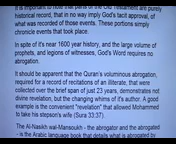 It is important to note that parts of the Old Testament are purely
historical record, that in no way imply God's tacit approval, of
what was recorded of those events. These portions simply
chronicle events that took place.
In spite of it's near 1600 year history, and the large volume of
prophets, and legions of witnesses, God's Word requires no
abrogation.
It should be apparent that the Quran's voluminous abrogation,
required for a record of recitations of an illiterate, that were
collected over the brief span of just 23 years, demonstrates not
divine revelation, but the changing whims of it's author. A good
example is the convenient "revelation" that allowed Mohammed
to take his stepson's wife (Sura 33:37).
The Al-Nasikh wal-Mansoukh - the abrogator and the abrogated
- is the Arabic language book that details what is abrogated by